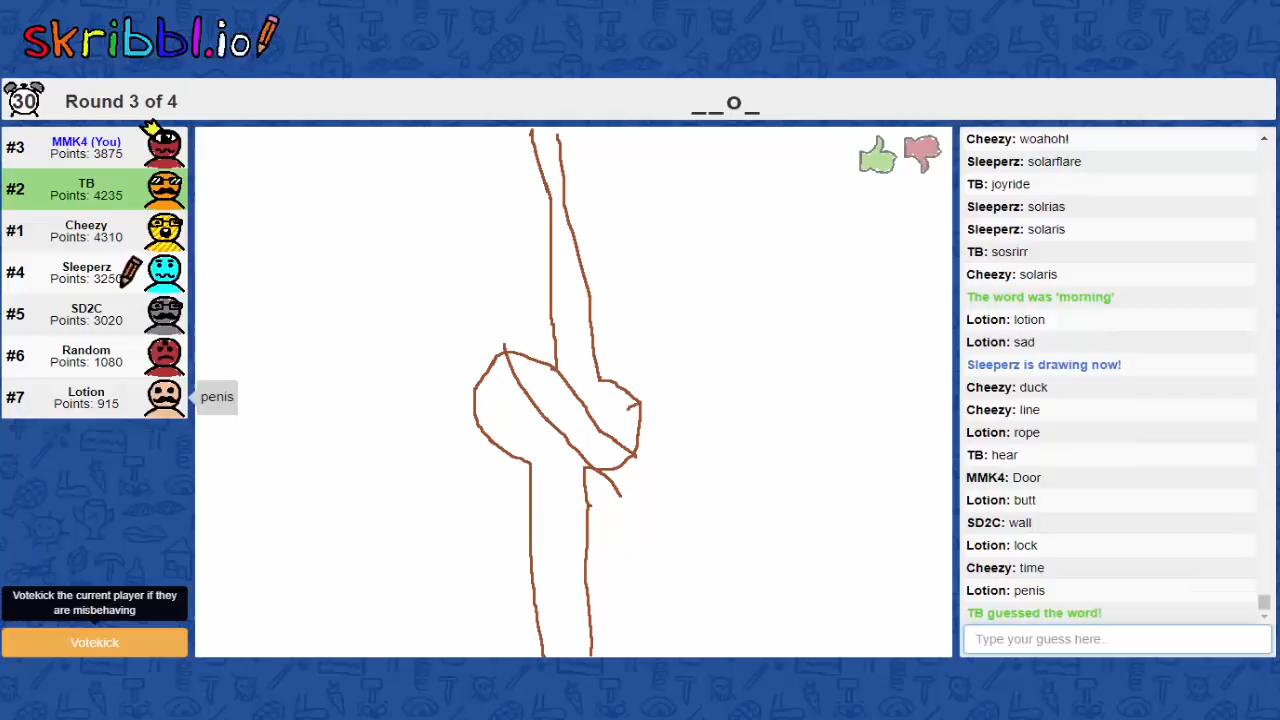 skribbl.io
30
Round 3 of 4
__o_
#3
MMK4 (You)
Points: 3875
#2
TB
Points: 4235
#1
Cheezy
Points: 4310
#4
Sleeperz
Points: 3250
#5
SD2C
Points: 3020
#6
Random
Points: 1080
#7
Lotion
Points: 915
penis
Votekick the current player if they
are misbehaving
Votekick
Cheezy: woahoh!
Sleeperz: solarflare
TB: joyride
Sleeperz: solrias
Sleeperz: solaris
TB: sosrirr
Cheezy: solaris
The word was 'morning'
Lotion: lotion
Lotion: sad
Sleeperz is drawing now!
Cheezy: duck
Cheezy: line
Lotion: rope
TB: hear
MMK4: Door
Lotion: butt
SD2C: wall
Lotion: lock
Cheezy: time
Lotion: penis
TB guessed the word!
Type your guess here...